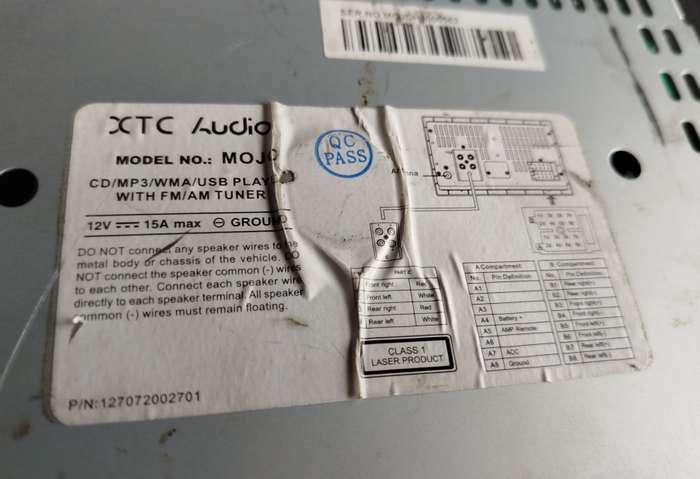 SER NO.
XTC Audio
MODEL NO.: MOJO
QC
PASS
CD/MP3/WMA/USB PLAY
WITH FM/AM TUNER
12V 15A max GROUND
DO NOT connect any speaker wires to the
metal body or chassis of the vehicle. DO
NOT connect the speaker common (-) wires
to each other. Connect each speaker wire
directly to each speaker terminal. All speaker
common (-) wires must remain floating.
P/N:127072002701
Front right Red
Front left White
Rear right Red
Rear left White
CLASS 1
LASER PRODUCT
A Compartment B Compartment
No. Pin Definition No. Pin Definition
A1 B1 Rear right(+)
A2 B2 Rear right(-)
A3 B3 Front right(+)
A4 Battery + B4 Front right(-)
A5 AMP Remote B5 Front left(+)
A6 B6 Front left(-)
A7 ACC B7 Rear left(+)
A8 Ground B8 Rear left(-)